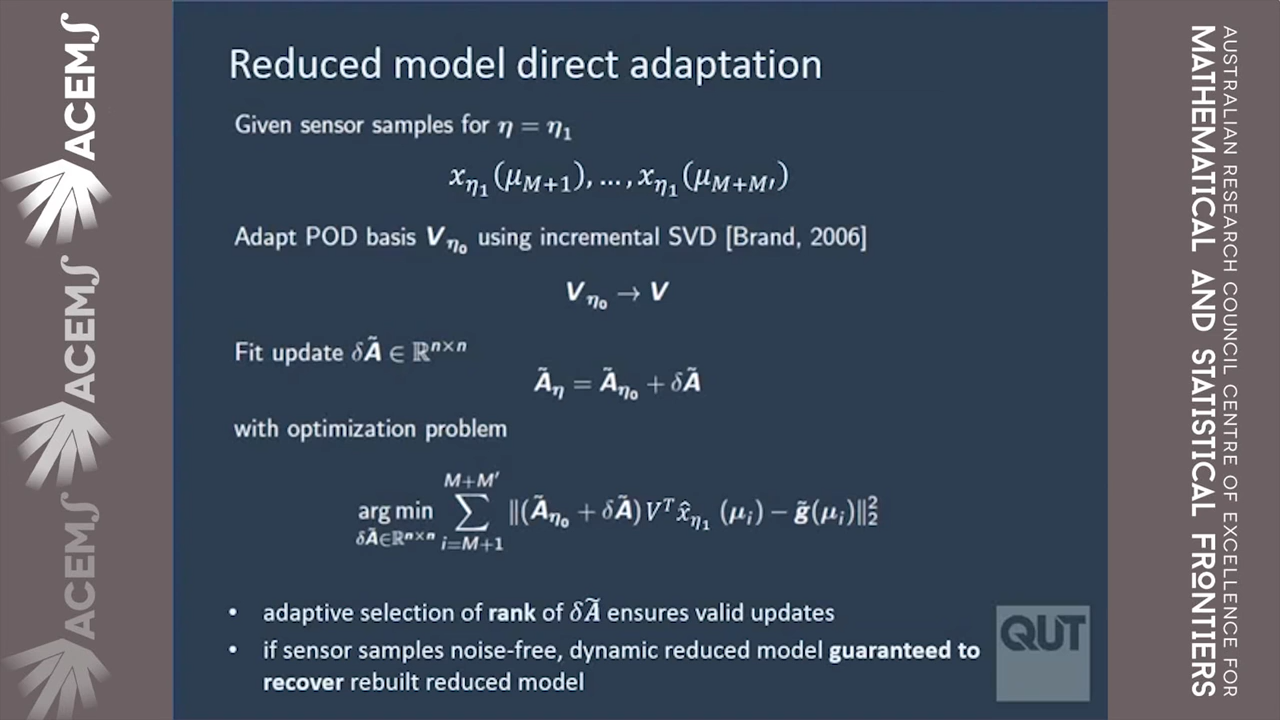 ACEMS
ACEMS
ACEMS
Reduced model direct adaptation
Given sensor samples for η = η₁
x_{η₁}(μ_{M+1}), …, x_{η₁}(μ_{M+M′})
Adapt POD basis V_{η₀} using incremental SVD [Brand, 2006]
V_{η₀} → V
Fit update δÃ ∈ ℝ^{n×n}
Ã_η = Ã_{η₀} + δÃ
with optimization problem
arg min_{δÃ∈ℝ^{n×n}} ∑_{i=M+1}^{M+M′} ‖(Ã_{η₀} + δÃ)V^T x̂_{η₁} (μ_i) − g̃(μ_i)‖₂²
• adaptive selection of rank of δÃ ensures valid updates
• if sensor samples noise-free, dynamic reduced model guaranteed to
recover rebuilt reduced model
QUT
AUSTRALIAN RESEARCH COUNCIL CENTRE OF EXCELLENCE FOR
MATHEMATICAL AND STATISTICAL FRONTIERS